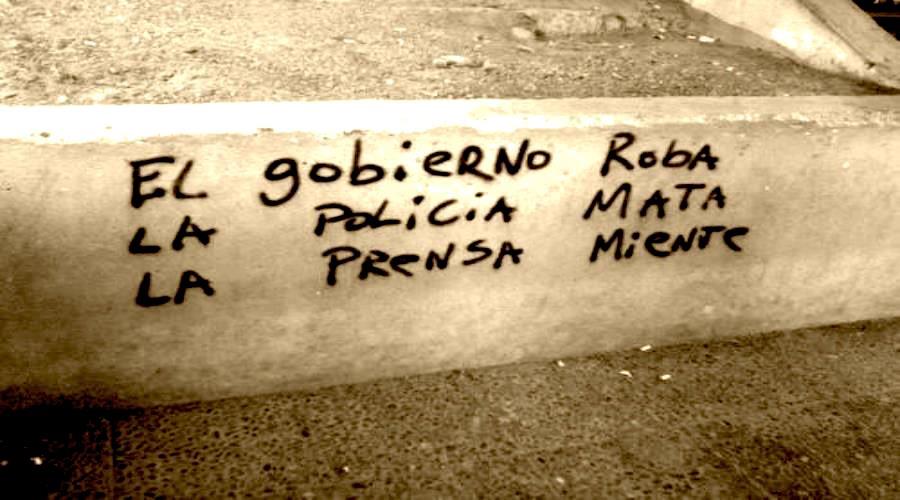 EL gobieRNo RobA
LA PoLiCiA MATA
LA PReNSA MieNTe